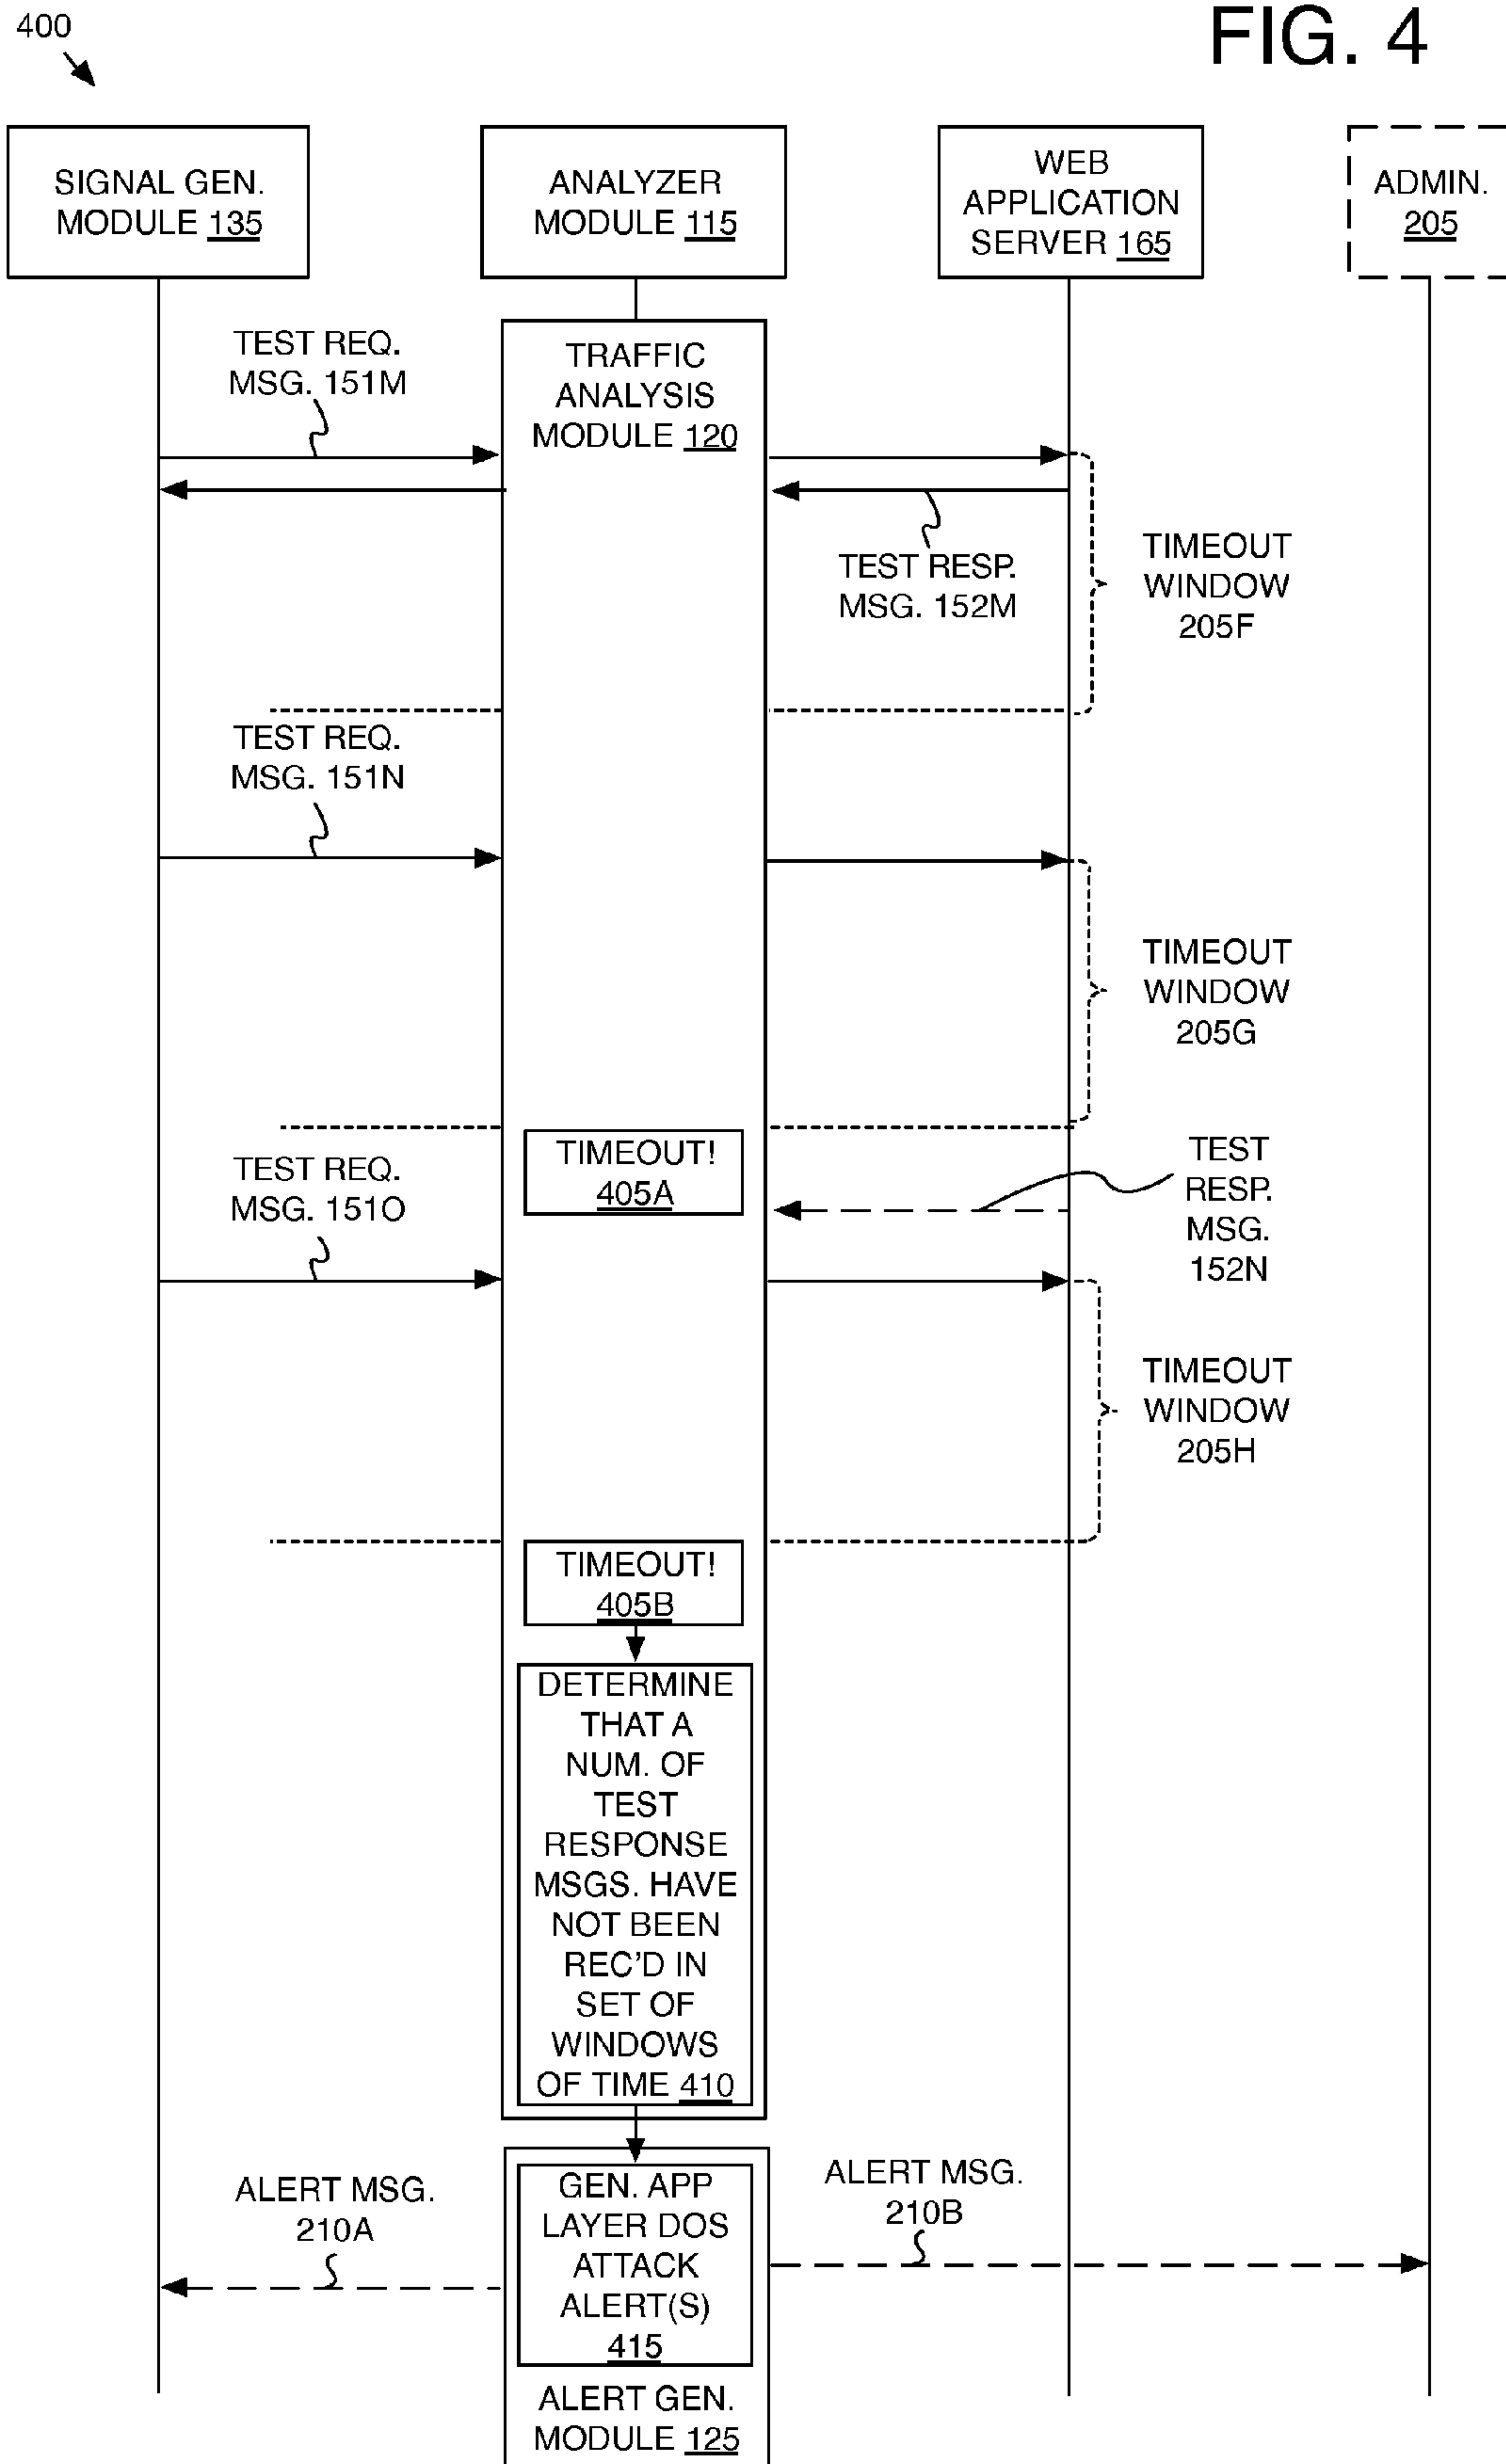 400
FIG. 4
SIGNAL GEN.
MODULE 135
ANALYZER
MODULE 115
WEB
APPLICATION
SERVER 165
ADMIN.
205
TEST REQ.
MSG. 151M
TRAFFIC
ANALYSIS
MODULE 120
TEST RESP.
MSG. 152M
TIMEOUT
WINDOW
205F
TEST REQ.
MSG. 151N
TIMEOUT
WINDOW
205G
TIMEOUT!
405A
TEST REQ.
MSG. 151O
TEST
RESP.
MSG.
152N
TIMEOUT
WINDOW
205H
TIMEOUT!
405B
DETERMINE
THAT A
NUM. OF
TEST
RESPONSE
MSGS. HAVE
NOT BEEN
REC'D IN
SET OF
WINDOWS
OF TIME 410
ALERT MSG.
210A
GEN. APP
LAYER DOS
ATTACK
ALERT(S)
415
ALERT MSG.
210B
ALERT GEN.
MODULE 125